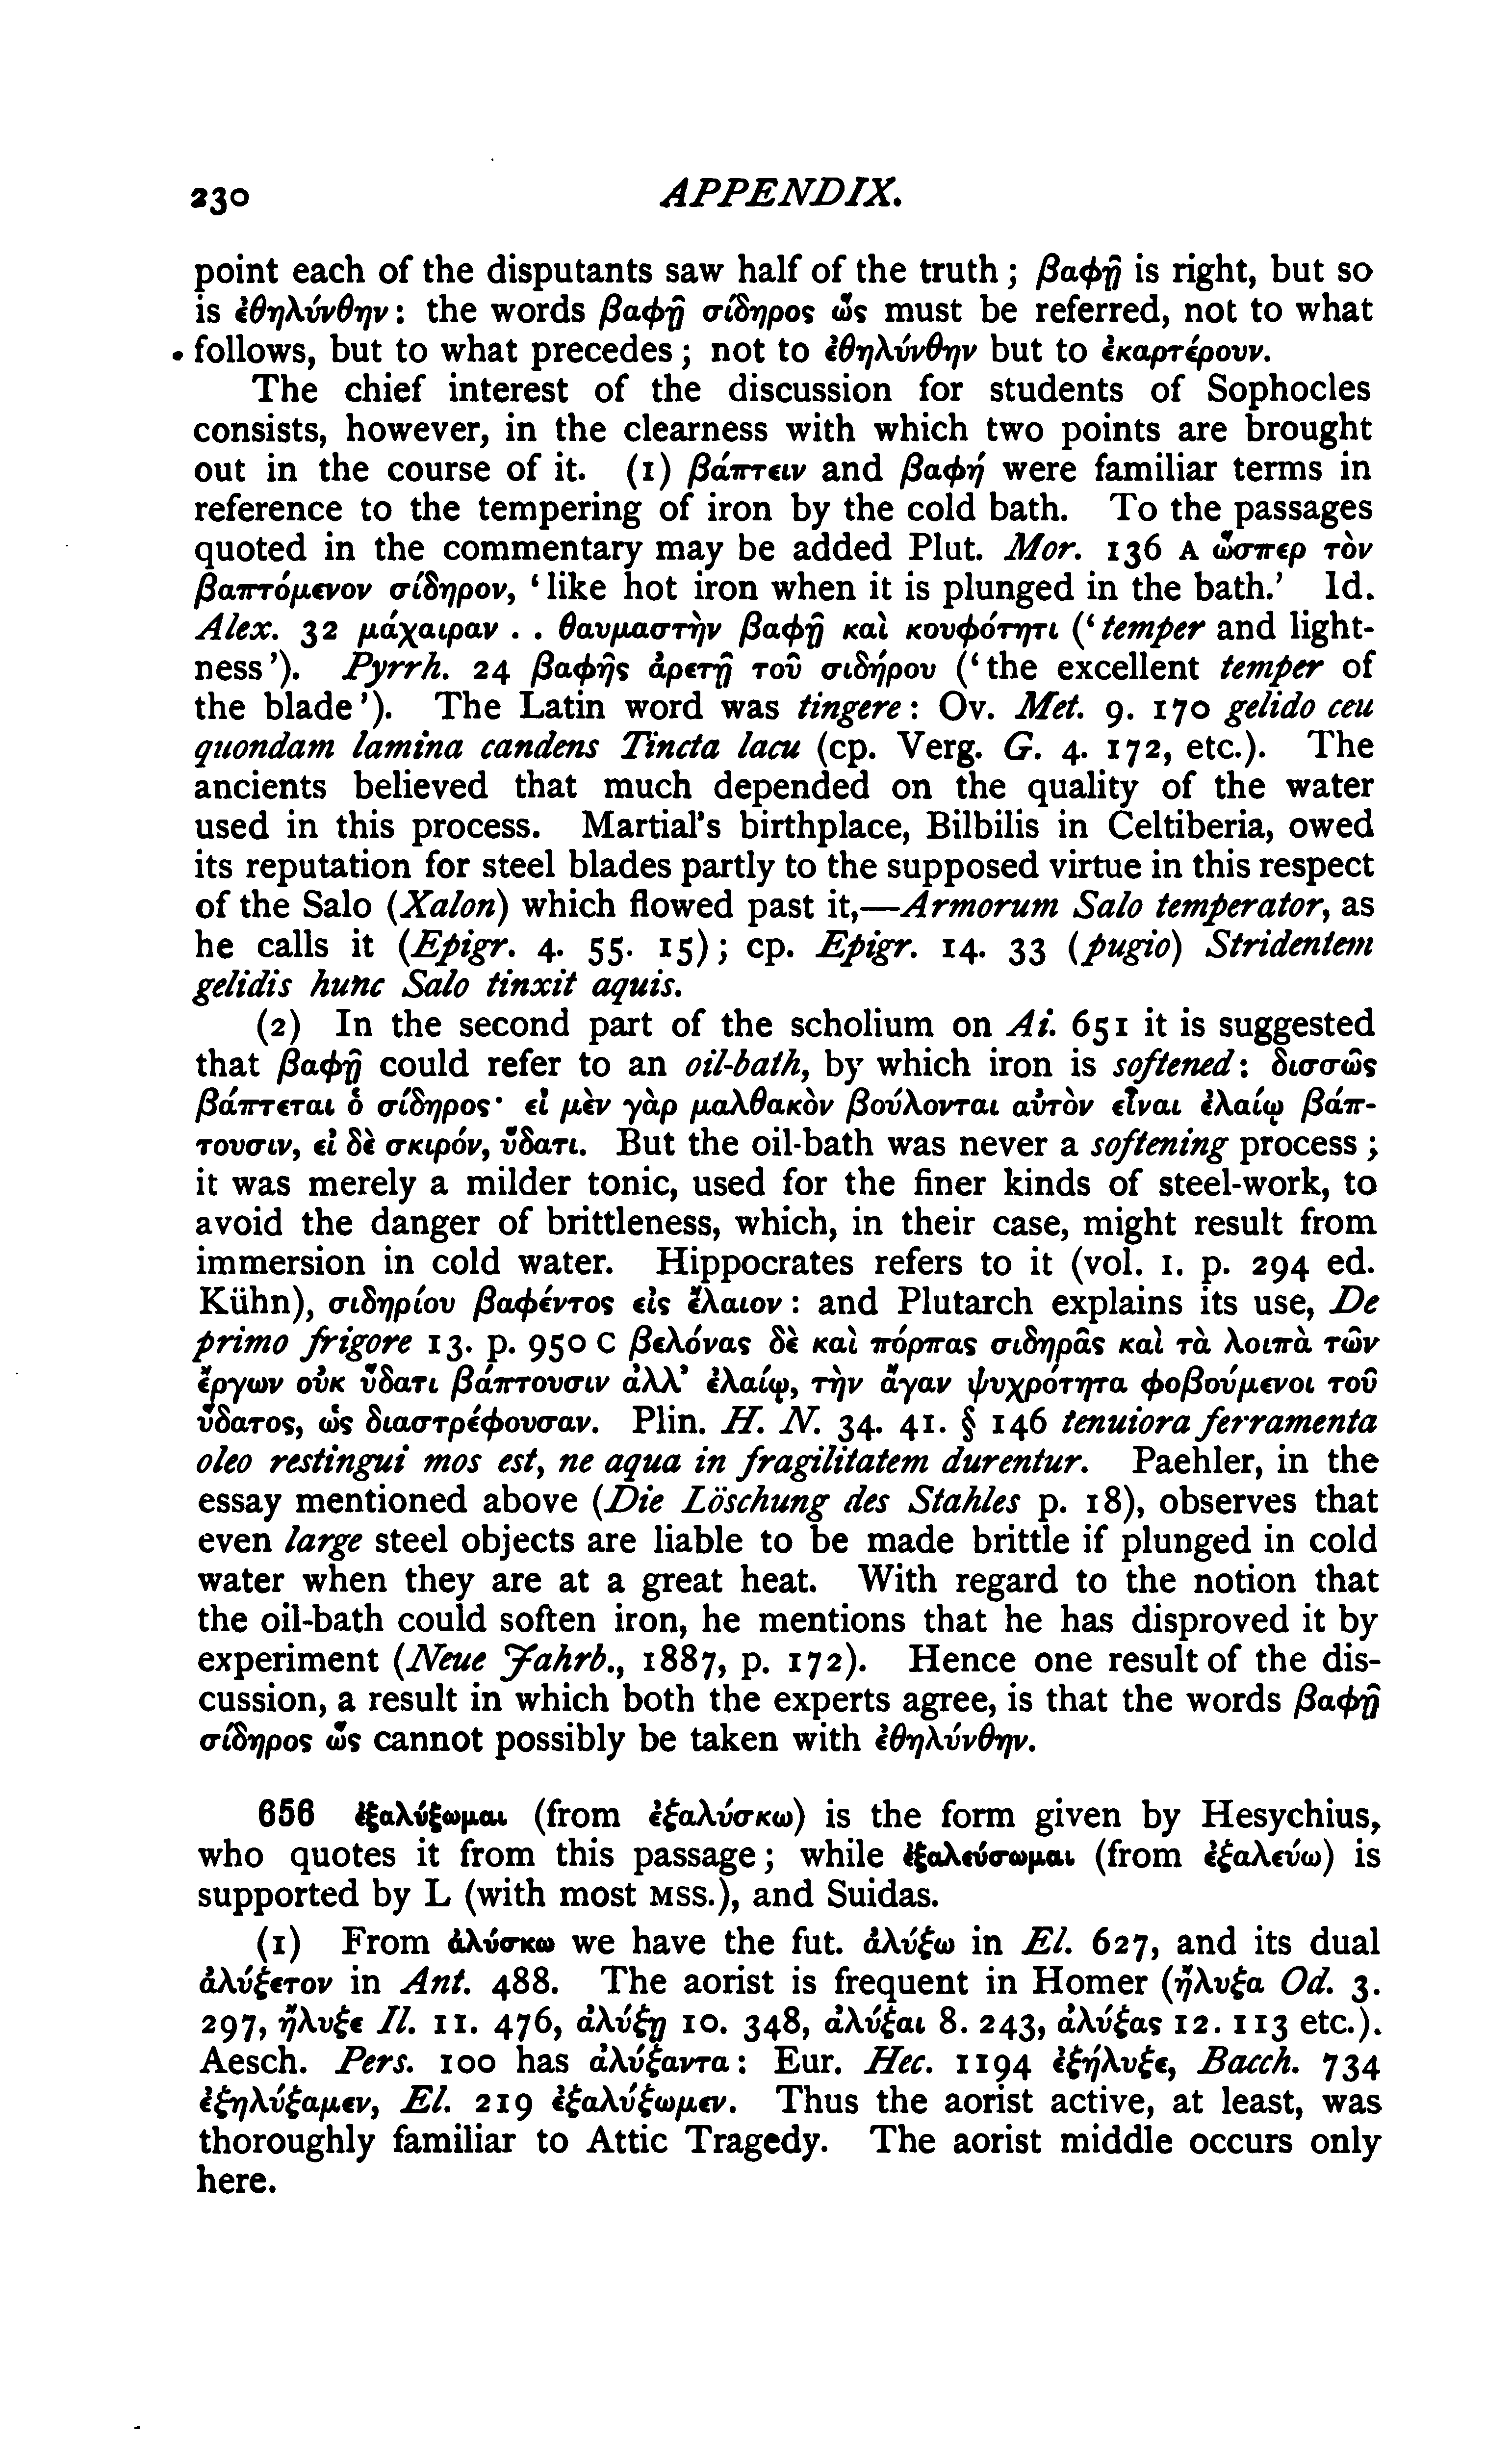 230 APPENDIX.
point each of the disputants saw half of the truth; βαφῇ is right, but so
is ἐθηλύνθην: the words βαφῇ σίδηρος ὥς must be referred, not to what
follows, but to what precedes; not to ἐθηλύνθην but to ἐκαρτέρουν.
The chief interest of the discussion for students of Sophocles
consists, however, in the clearness with which two points are brought
out in the course of it. (1) βάπτειν and βαφή were familiar terms in
reference to the tempering of iron by the cold bath. To the passages
quoted in the commentary may be added Plut. Mor. 136 A ὥσπερ τὸν
βαπτόμενον σίδηρον, ‘like hot iron when it is plunged in the bath.’ Id.
Alex. 32 μάχαιραν . . θαυμαστὴν βαφῇ καὶ κουφότητι (‘temper and light-
ness’). Pyrrh. 24 βαφῆς ἀρετῇ τοῦ σιδήρου (‘the excellent temper of
the blade’). The Latin word was tingere: Ov. Met. 9. 170 gelido ceu
quondam lamina candens Tincta lacu (cp. Verg. G. 4. 172, etc.). The
ancients believed that much depended on the quality of the water
used in this process. Martial’s birthplace, Bilbilis in Celtiberia, owed
its reputation for steel blades partly to the supposed virtue in this respect
of the Salo (Xalon) which flowed past it,—Armorum Salo temperator, as
he calls it (Epigr. 4. 55. 15); cp. Epigr. 14. 33 (pugio) Stridentem
gelidis hunc Salo tinxit aquis.
(2) In the second part of the scholium on Ai. 651 it is suggested
that βαφῇ could refer to an oil-bath, by which iron is softened: δισσῶς
βάπτεται ὁ σίδηρος· εἰ μὲν γὰρ μαλθακὸν βούλονται αὐτὸν εἶναι ἐλαίῳ βάπ-
τουσιν, εἰ δὲ σκιρόν, ὕδατι. But the oil-bath was never a softening process;
it was merely a milder tonic, used for the finer kinds of steel-work, to
avoid the danger of brittleness, which, in their case, might result from
immersion in cold water. Hippocrates refers to it (vol. I. p. 294 ed.
Kühn), σιδηρίου βαφέντος εἰς ἔλαιον: and Plutarch explains its use, De
primo frigore 13. p. 950 C βελόνας δὲ καὶ πόρπας σιδηρᾶς καὶ τὰ λοιπὰ τῶν
ἔργων οὐκ ὕδατι βάπτουσιν ἀλλ’ ἐλαίῳ, τὴν ἄγαν ψυχρότητα φοβούμενοι τοῦ
ὕδατος, ὡς διαστρέφουσαν. Plin. H. N. 34. 41. § 146 tenuiora ferramenta
oleo restingui mos est, ne aqua in fragilitatem durentur. Paehler, in the
essay mentioned above (Die Löschung des Stahles p. 18), observes that
even large steel objects are liable to be made brittle if plunged in cold
water when they are at a great heat. With regard to the notion that
the oil-bath could soften iron, he mentions that he has disproved it by
experiment (Neue Jahrb., 1887, p. 172). Hence one result of the dis-
cussion, a result in which both the experts agree, is that the words βαφῇ
σίδηρος ὥς cannot possibly be taken with ἐθηλύνθην.
656 ἐξαλύξωμαι (from ἐξαλύσκω) is the form given by Hesychius,
who quotes it from this passage; while ἐξαλεύσωμαι (from ἐξαλεύω) is
supported by L (with most MSS.), and Suidas.
(1) From ἀλύσκω we have the fut. ἀλύξω in El. 627, and its dual
ἀλύξετον in Ant. 488. The aorist is frequent in Homer (ἤλυξα Od. 3.
297, ἤλυξε Il. 11. 476, ἀλύξῃ 10. 348, ἀλύξαι 8. 243, ἀλύξας 12. 113 etc.).
Aesch. Pers. 100 has ἀλύξαντα: Eur. Hec. 1194 ἐξήλυξε, Bacch. 734
ἐξηλύξαμεν, El. 219 ἐξαλύξωμεν. Thus the aorist active, at least, was
thoroughly familiar to Attic Tragedy. The aorist middle occurs only
here.